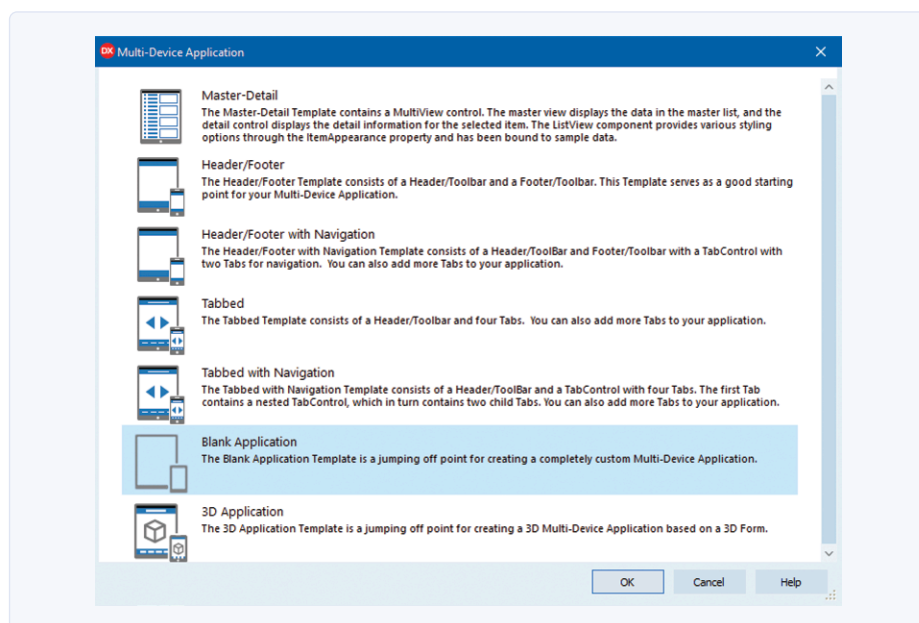 DX Multi-Device Application
Master-Detail
The Master-Detail Template contains a MultiView control. The master view displays the data in the master list, and the
detail control displays the detail information for the selected item. The ListView component provides various styling
options through the ItemAppearance property and has been bound to sample data.
Header/Footer
The Header/Footer Template consists of a Header/Toolbar and a Footer/Toolbar. This Template serves as a good starting
point for your Multi-Device Application.
Header/Footer with Navigation
The Header/Footer with Navigation Template consists of a Header/ToolBar and Footer/Toolbar with a TabControl with
two Tabs for navigation. You can also add more Tabs to your application.
Tabbed
The Tabbed Template consists of a Header/Toolbar and four Tabs. You can also add more Tabs to your application.
Tabbed with Navigation
The Tabbed with Navigation Template consists of a Header/ToolBar and a TabControl with four Tabs. The first Tab
contains a nested TabControl, which in turn contains two child Tabs. You can also add more Tabs to your application.
Blank Application
The Blank Application Template is a jumping off point for creating a completely custom Multi-Device Application.
3D Application
The 3D Application Template is a jumping off point for creating a 3D Multi-Device Application based on a 3D Form.
OK Cancel Help